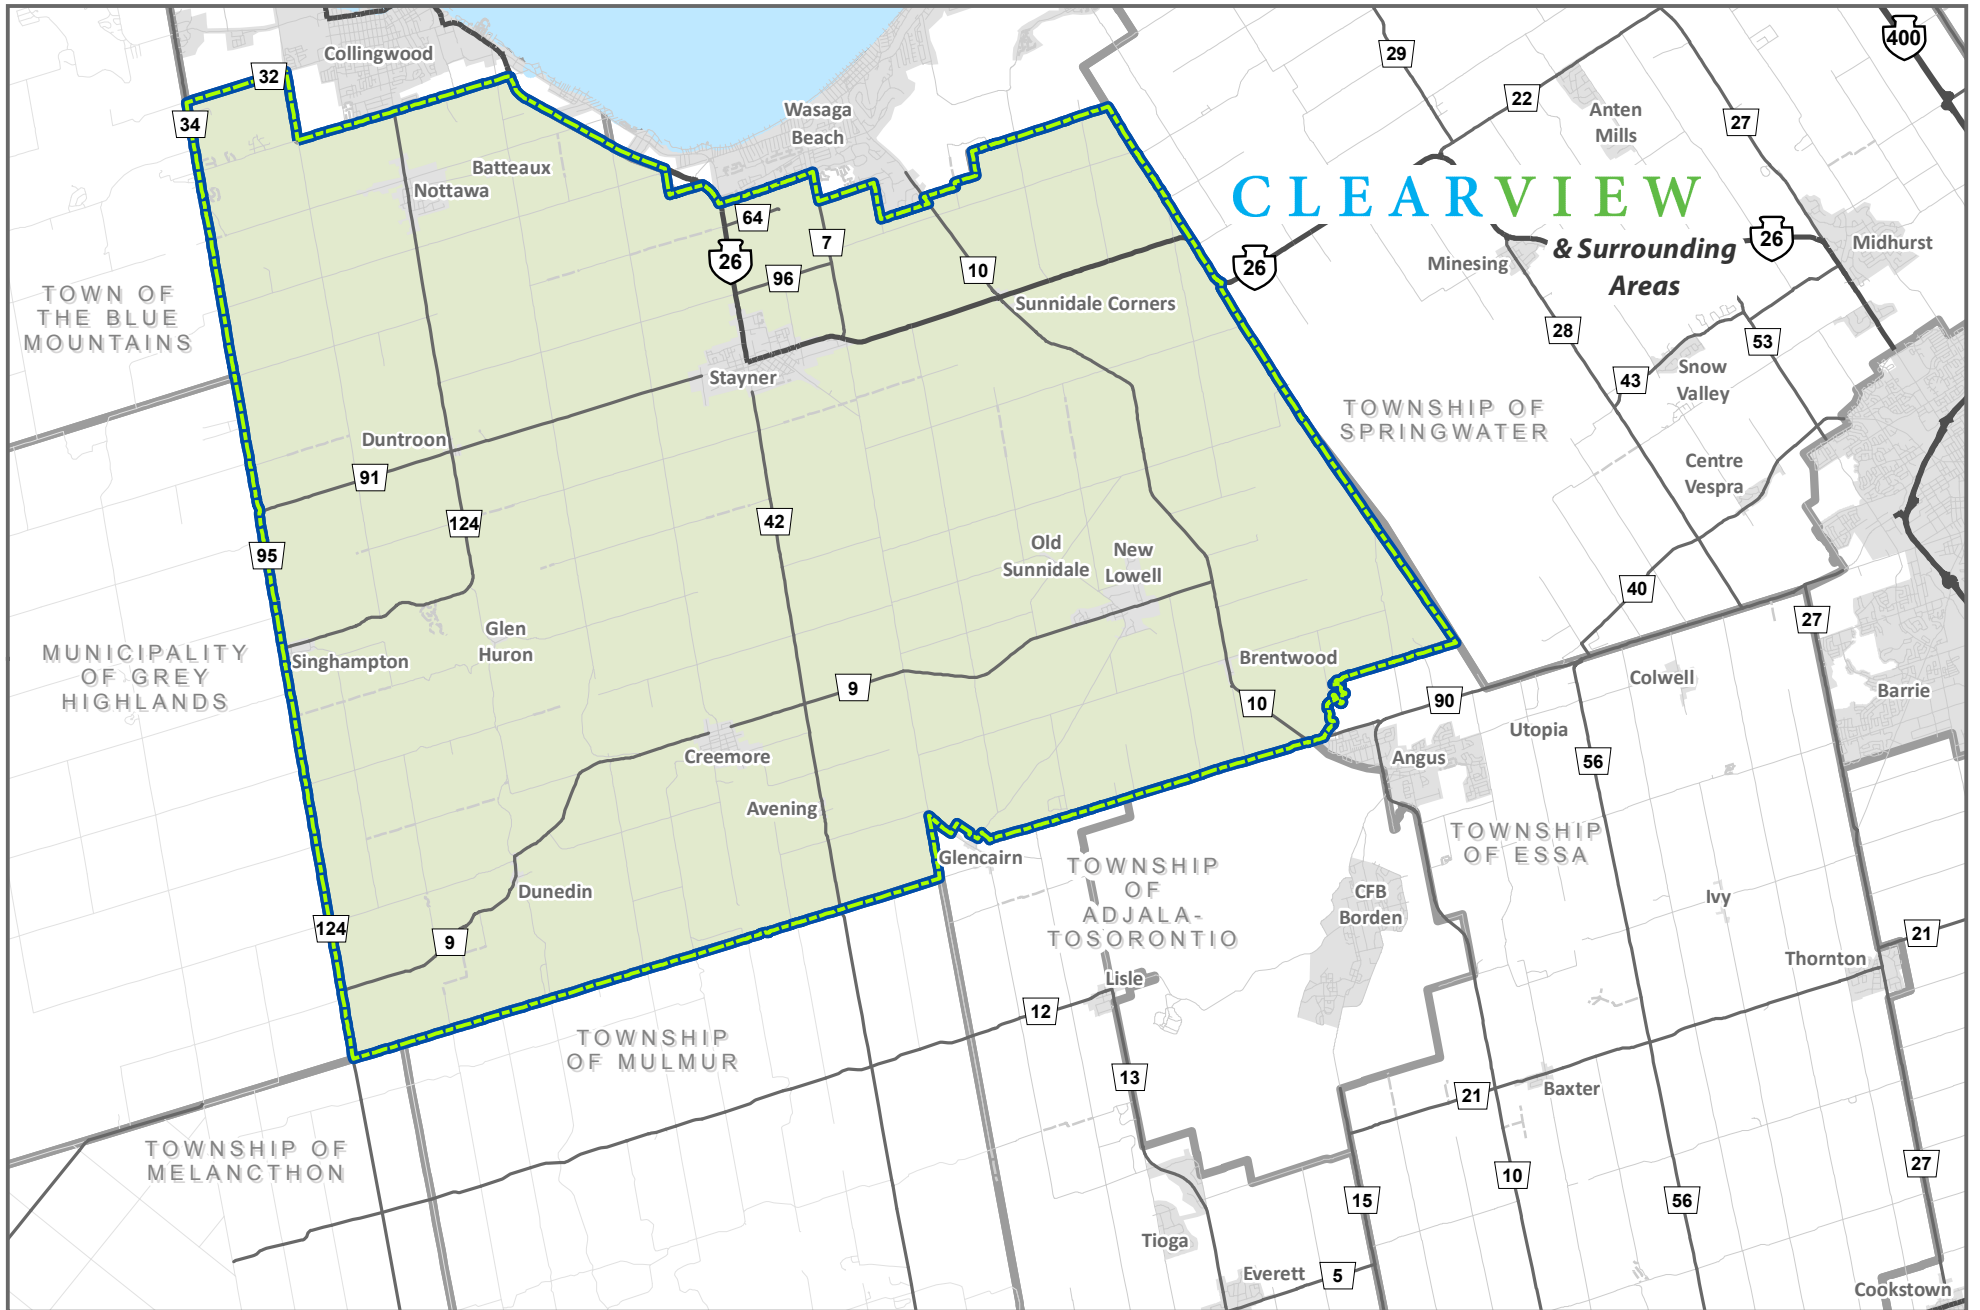 Collingwood
32
34
29
400
22
Anten
Mills
27
Wasaga
Beach
Batteaux
Nottawa
CLEARVIEW
& Surrounding
Areas
64
7
26
96
10
26
26
Minesing
Midhurst
Sunnidale Corners
TOWN OF
THE BLUE
MOUNTAINS
28
53
43
Snow
Valley
Stayner
TOWNSHIP OF
SPRINGWATER
Duntroon
91
Centre
Vespra
124
42
95
Old
Sunnidale
New
Lowell
40
27
Glen
Huron
Singhampton
MUNICIPALITY
OF GREY
HIGHLANDS
Brentwood
Colwell
Barrie
9
10
90
Utopia
Creemore
Angus
56
Avening
TOWNSHIP
OF ESSA
Glencairn
TOWNSHIP
OF
ADJALA-
TOSORONTIO
CFB
Borden
Ivy
Dunedin
124
9
21
Thornton
Lisle
12
TOWNSHIP
OF MULMUR
13
21
Baxter
TOWNSHIP OF
MELANCTHON
10
27
15
56
Tioga
Everett
5
Cookstown